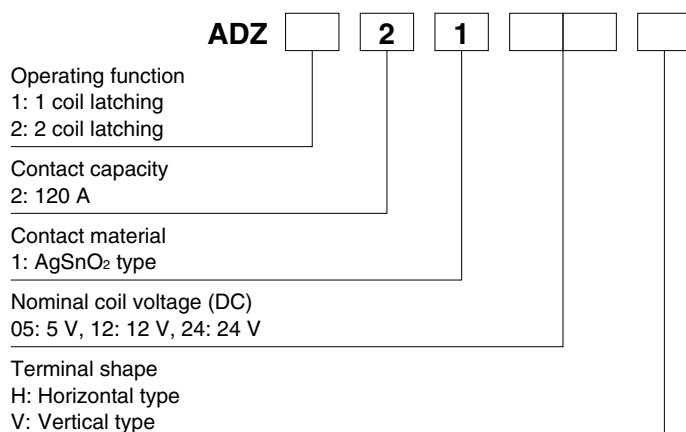 ADZ 2 1
Operating function
1: 1 coil latching
2: 2 coil latching
Contact capacity
2: 120 A
Contact material
1: AgSnO₂ type
Nominal coil voltage (DC)
05: 5 V, 12: 12 V, 24: 24 V
Terminal shape
H: Horizontal type
V: Vertical type